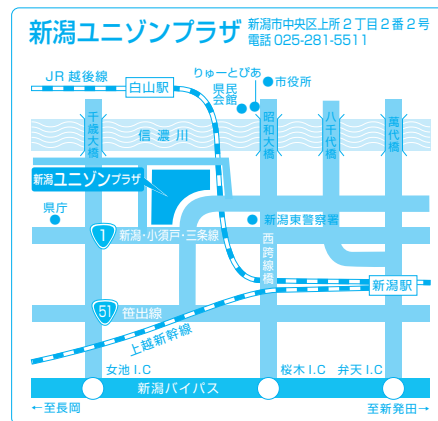 新潟ユニゾンプラザ
新潟市中央区上所2丁目2番2号
電話 025-281-5511
JR越後線
白山駅
りゅーとぴあ
県民
会館
市役所
千歳大橋
信濃川
昭和大橋
八千代橋
萬代橋
新潟ユニゾンプラザ
県庁
1
新潟・小須戸・三条線
新潟東警察署
西跨線橋
新潟駅
51
笹出線
上越新幹線
女池 I.C
桜木 I.C
弁天 I.C
新潟バイパス
←至長岡
至新発田→